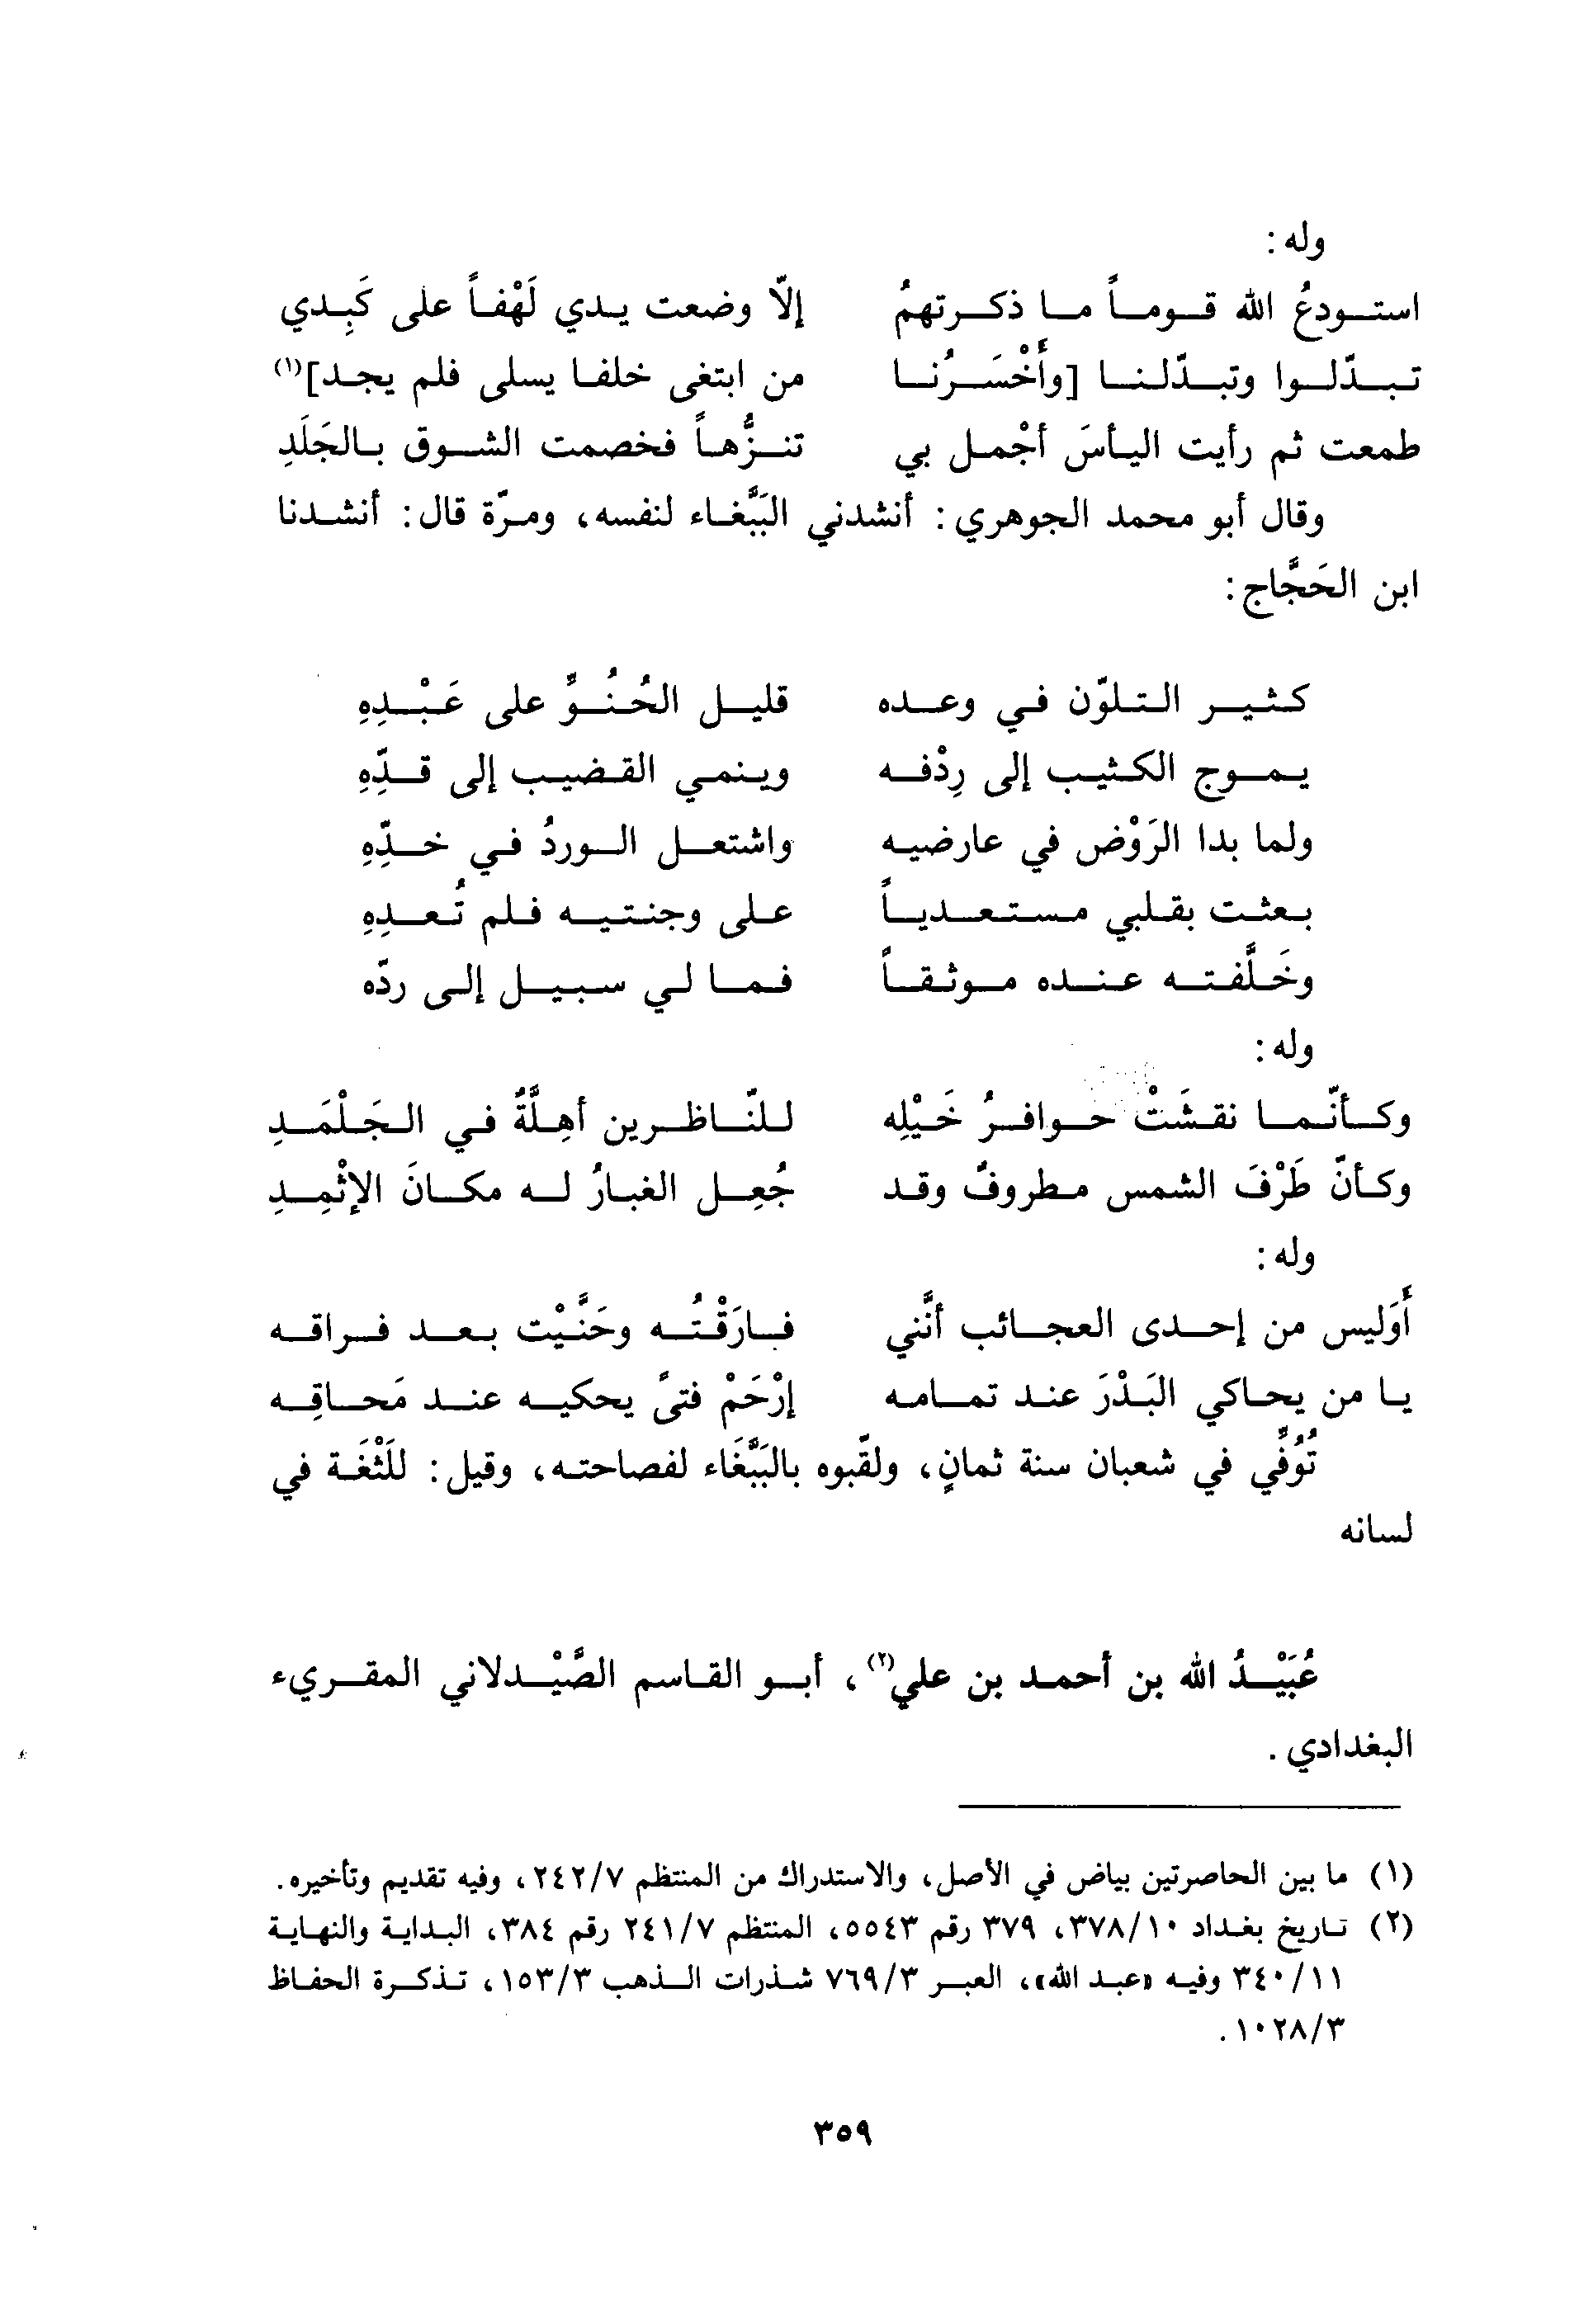 وله:
استودعُ الله قوماً ما ذكرتهمُ إلاّ وضعت يدي لَهْفاً على كَبِدي
تبدّلوا وتبدّلنا [وأَخْسَرُنا من ابتغى خلفا يسلى فلم يجد](١)
طمعت ثم رأيت اليأسَ أجْمل بي تنزُّهاً فخصمت الشوق بالجَلَدِ
وقال أبو محمد الجوهري: أنشدني البَبَّغاء لنفسه، ومرّة قال: أنشدنا
ابن الحَجَّاج:
كثير التلوّن في وعده قليل الحُنُوِّ على عَبْدِهِ
يموج الكثيب إلى رِدْفه وينمي القضيب إلى قدِّهِ
ولما بدا الرَوْض في عارضيه واشتعل الوردُ في خدِّهِ
بعثت بقلبي مستعدياً على وجنتيه فلم تُعدِهِ
وخَلَّفته عنده موثقاً فما لي سبيل إلى ردّه
وله:
وكأنّما نقشَتْ حوافرُ خَيْلِه للنّاظرين أهِلَّةً في الجَلْمَدِ
وكأنّ طَرْفَ الشمس مطروفٌ وقد جُعِل الغبارُ له مكانَ الإثْمِدِ
وله:
أَوَليس من إحدى العجائب أنَّني فارَقْتُه وحَنَّيْت بعد فراقه
يا من يحاكي البَدْرَ عند تمامه إرْحَمْ فتىً يحكيه عند مَحاقِه
تُوُفِّي في شعبان سنة ثمانٍ، ولقّبوه بالبَبَّغَاء لفصاحته، وقيل: للَثْغَة في
لسانه
عُبَيْدُ الله بن أحمد بن علي(٢)، أبو القاسم الصَّيْدلاني المقريء
البغدادي.
(١) ما بين الحاصرتين بياض في الأصل، والاستدراك من المنتظم ٢٤٢/٧، وفيه تقديم وتأخيره.
(٢) تاريخ بغداد ٣٧٨/١٠، ٣٧٩ رقم ٥٥٤٣، المنتظم ٢٤١/٧ رقم ٣٨٤، البداية والنهاية
٣٤٠/١١ وفيه «عبد الله»، العبر ٧٦٩/٣ شذرات الذهب ١٥٣/٣، تذكرة الحفاظ
١٠٢٨/٣.
٣٥٩